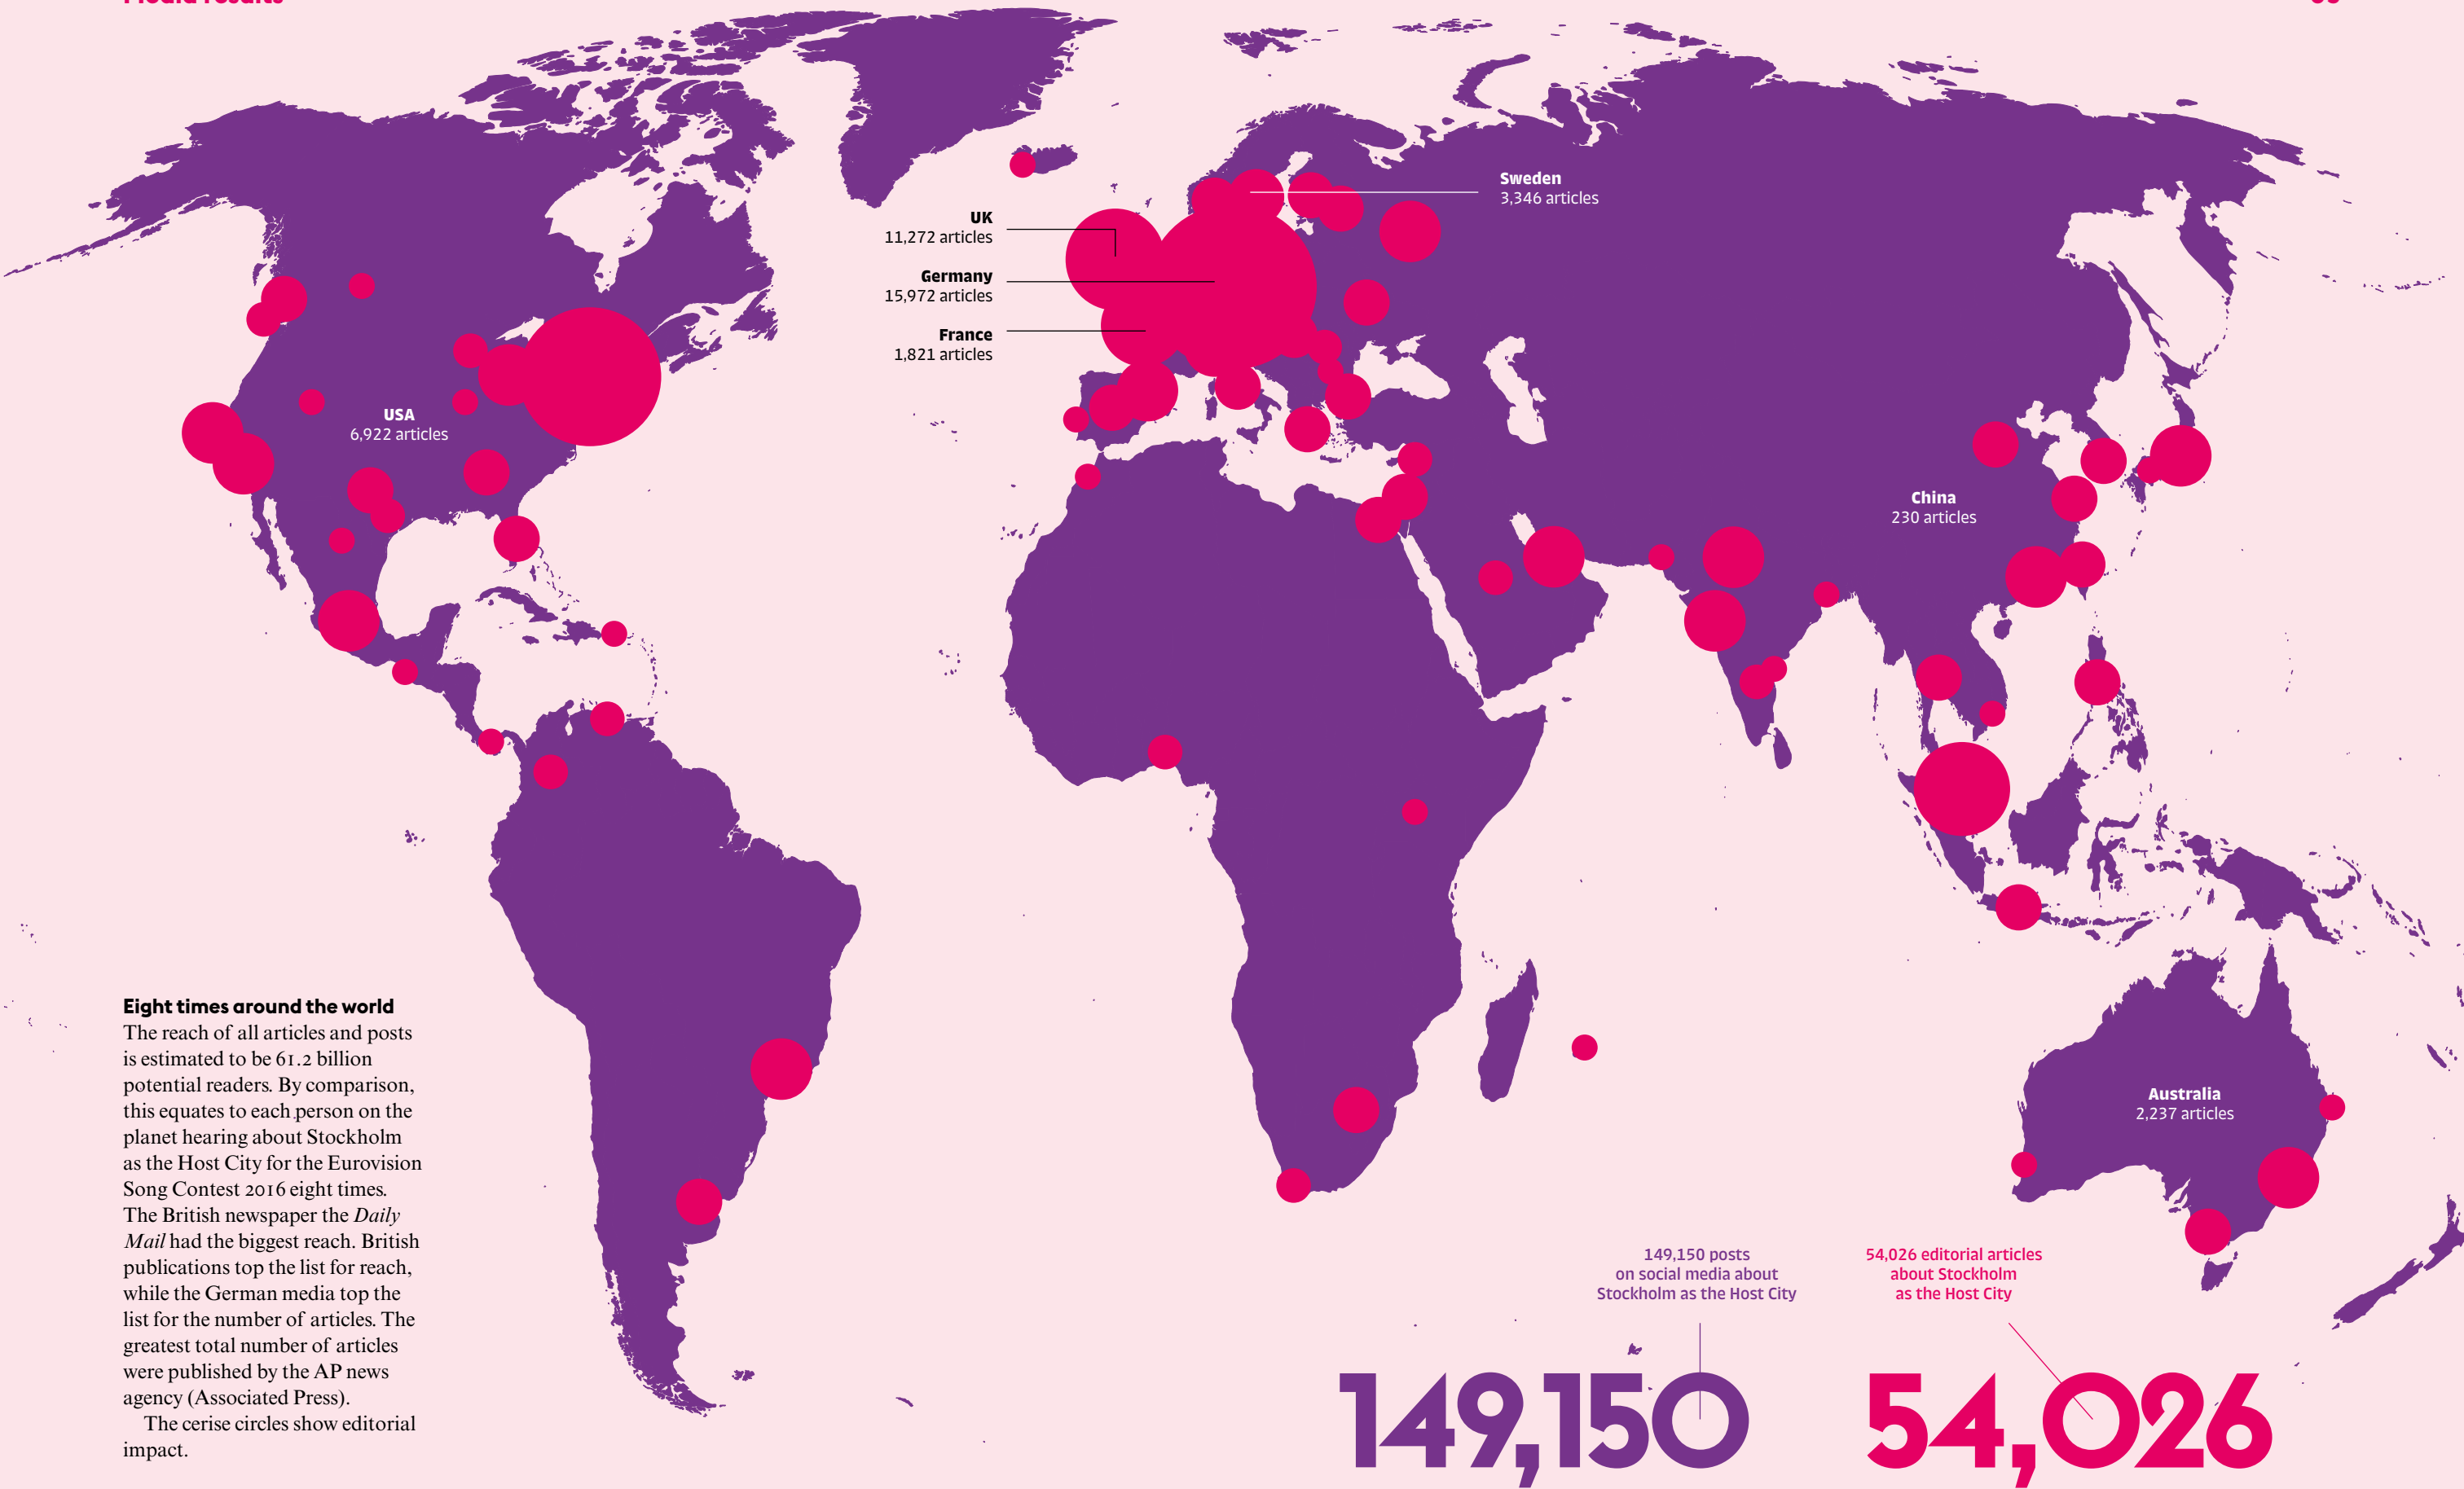 Media results
UK
11,272 articles
Germany
15,972 articles
France
1,821 articles
Sweden
3,346 articles
USA
6,922 articles
China
230 articles
Australia
2,237 articles
Eight times around the world
The reach of all articles and posts
is estimated to be 61.2 billion
potential readers. By comparison,
this equates to each person on the
planet hearing about Stockholm
as the Host City for the Eurovision
Song Contest 2016 eight times.
The British newspaper the Daily
Mail had the biggest reach. British
publications top the list for reach,
while the German media top the
list for the number of articles. The
greatest total number of articles
were published by the AP news
agency (Associated Press).
The cerise circles show editorial
impact.
149,150 posts
on social media about
Stockholm as the Host City
149,150
54,026 editorial articles
about Stockholm
as the Host City
54,026